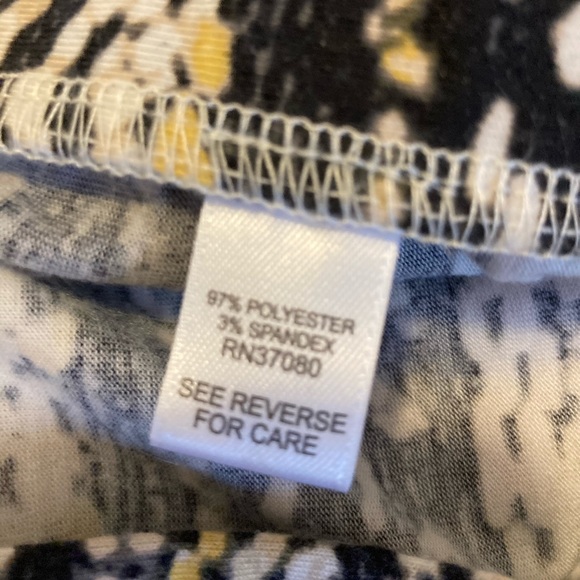 97% POLYESTER
3% SPANDEX
RN37080
SEE REVERSE
FOR CARE